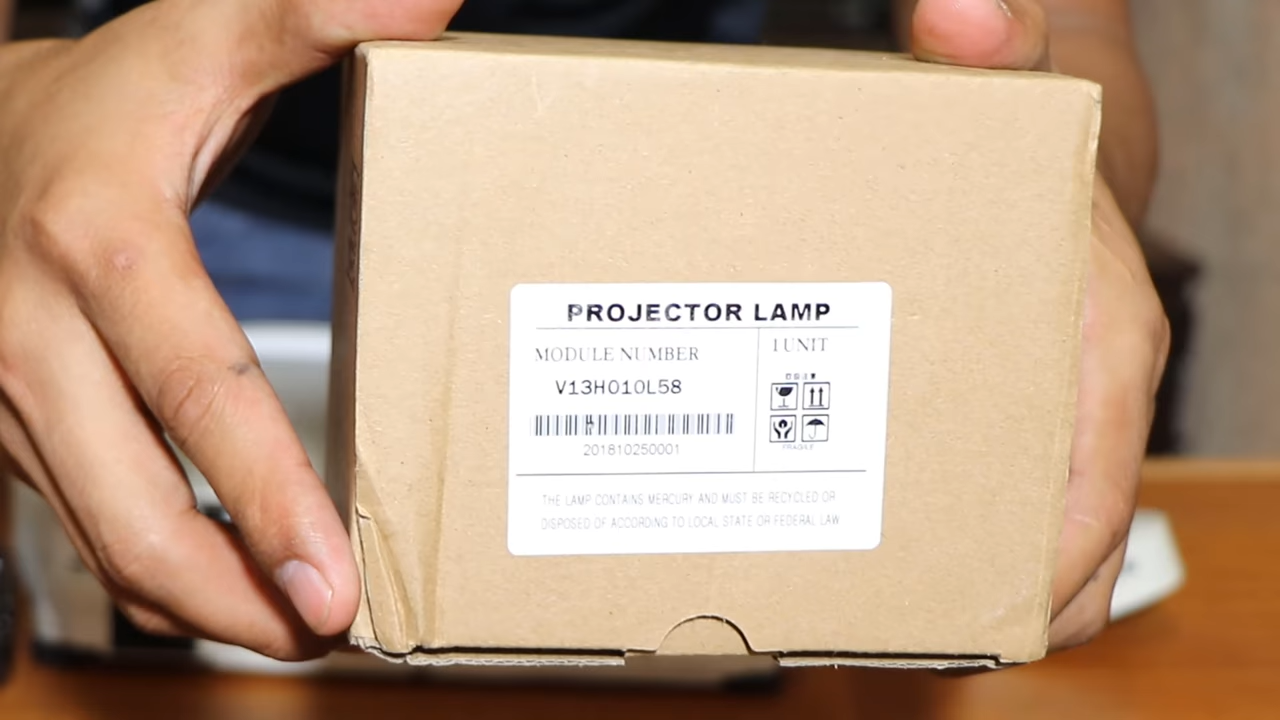 PROJECTOR LAMP
MODULE NUMBER
1 UNIT
V13H010L58
201810250001
FRAGILE
THE LAMP CONTAINS MERCURY AND MUST BE RECYCLED OR
DISPOSED OF ACCORDING TO LOCAL STATE OR FEDERAL LAW